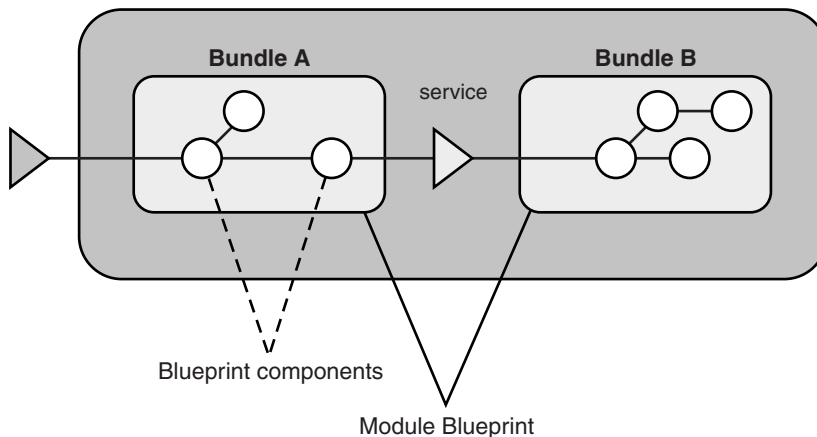 Bundle A
Bundle B
service
Blueprint components
Module Blueprint